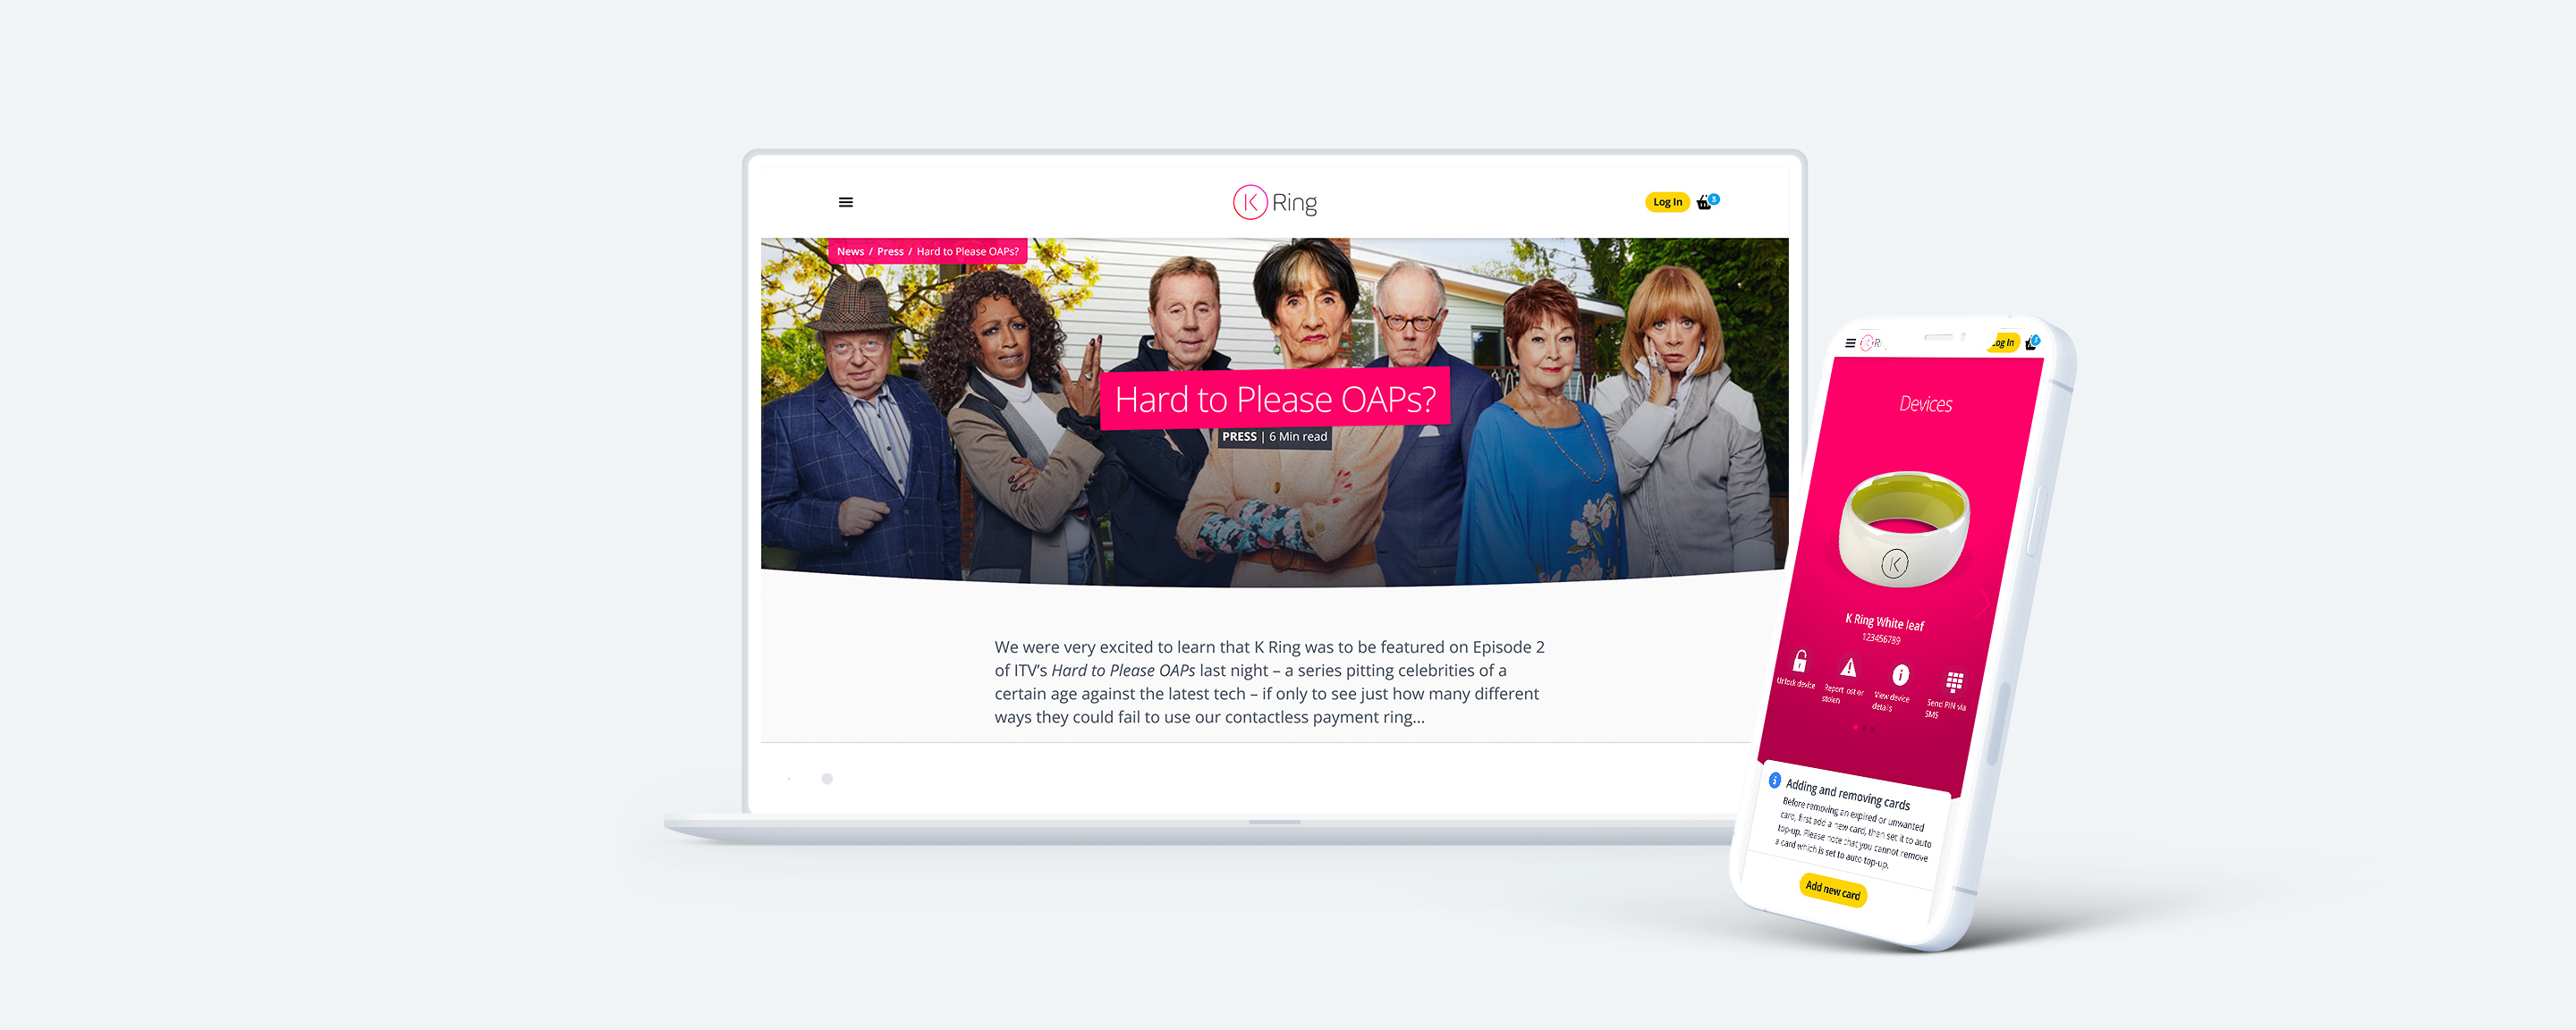 K Ring
Log In
3
News / Press / Hard to Please OAPs?
Hard to Please OAPs?
PRESS | 6 Min read
We were very excited to learn that K Ring was to be featured on Episode 2
of ITV's Hard to Please OAPs last night – a series pitting celebrities of a
certain age against the latest tech – if only to see just how many different
ways they could fail to use our contactless payment ring...
K R
og In
3
Devices
K
K Ring White leaf
123456789
Unlock device
Report lost or
stolen
View device
details
Send PIN via
SMS
Adding and removing cards
Before removing an expired or unwanted
card, first add a new card, then set it to auto
top-up. Please note that you cannot remove
a card which is set to auto top-up.
Add new card